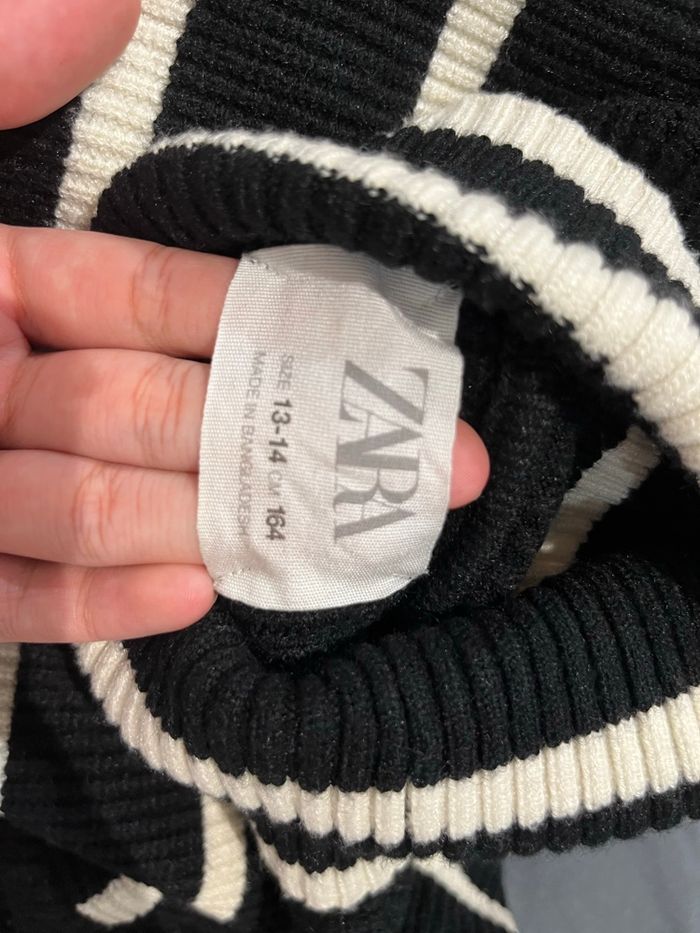 ZARA
SIZE 13-14 CM 164
MADE IN BANGLADESH